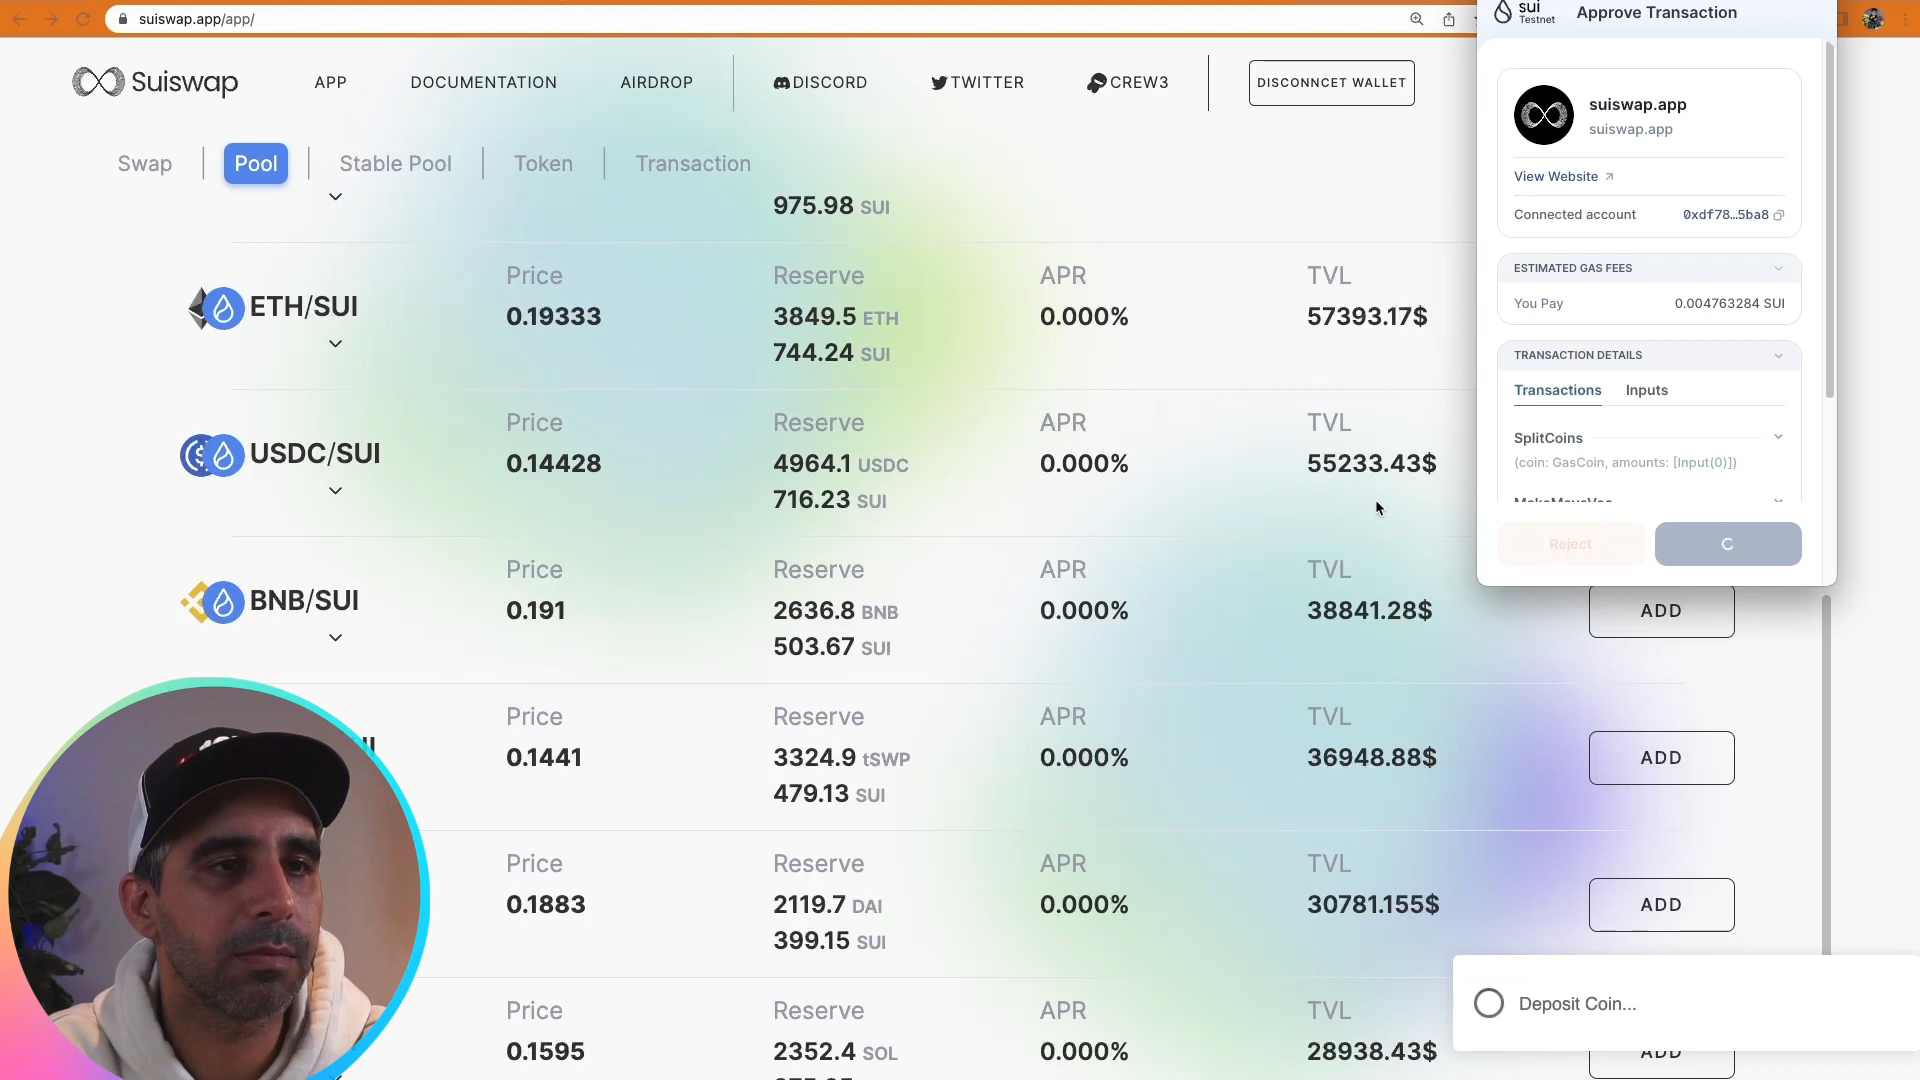 suiswap.app/app/
sui
Testnet
Approve Transaction
Suiswap
APP
DOCUMENTATION
AIRDROP
DISCORD
TWITTER
CREW3
DISCONNCET WALLET
Swap
Pool
Stable Pool
Token
Transaction
975.98 SUI
ETH/SUI
Price
0.19333
Reserve
3849.5 ETH
744.24 SUI
APR
0.000%
TVL
57393.17$
USDC/SUI
Price
0.14428
Reserve
4964.1 USDC
716.23 SUI
APR
0.000%
TVL
55233.43$
BNB/SUI
Price
0.191
Reserve
2636.8 BNB
503.67 SUI
APR
0.000%
TVL
38841.28$
ADD
Price
0.1441
Reserve
3324.9 tSWP
479.13 SUI
APR
0.000%
TVL
36948.88$
ADD
Price
0.1883
Reserve
2119.7 DAI
399.15 SUI
APR
0.000%
TVL
30781.155$
ADD
Price
0.1595
Reserve
2352.4 SOL
APR
0.000%
TVL
28938.43$
ADD
suiswap.app
suiswap.app
View Website
Connected account
0xdf78...5ba8
ESTIMATED GAS FEES
You Pay
0.004763284 SUI
TRANSACTION DETAILS
Transactions
Inputs
SplitCoins
(coin: GasCoin, amounts: [Input(0)])
MakeMoveVec
Reject
Deposit Coin...